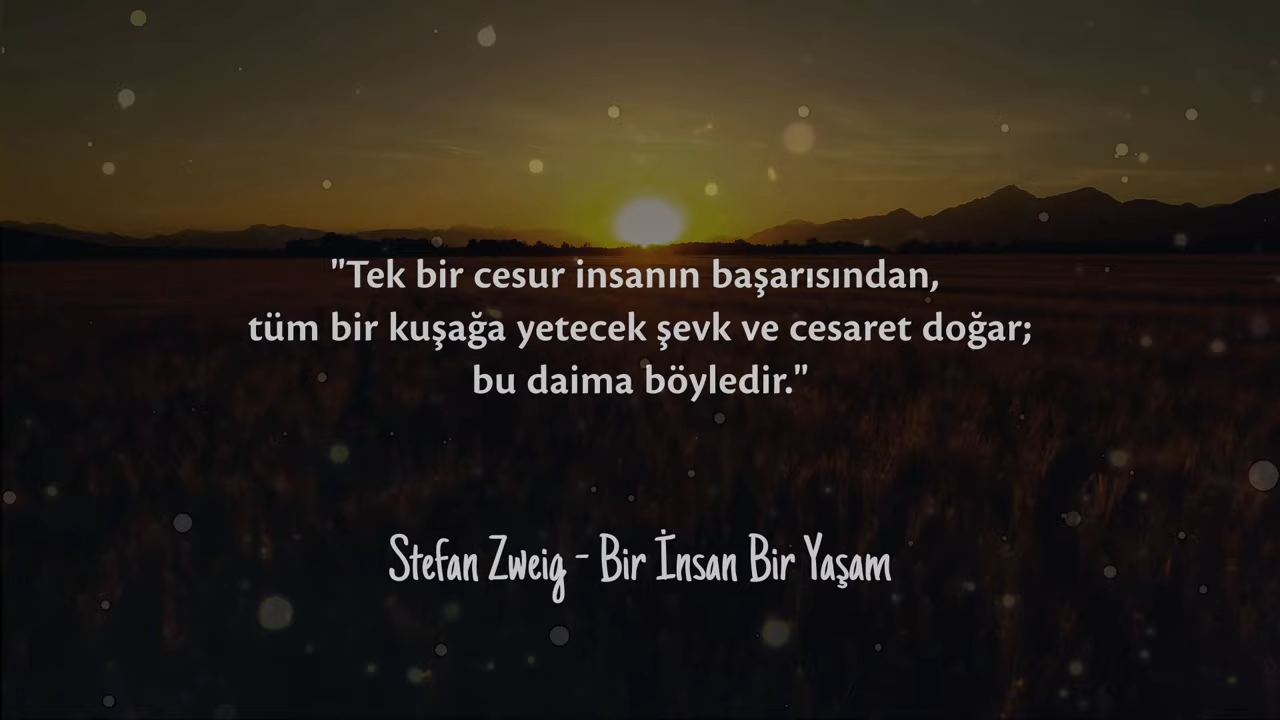 "Tek bir cesur insanın başarısından,
tüm bir kuşağa yetecek şevk ve cesaret doğar;
bu daima böyledir."
Stefan Zweig - Bir İnsan Bir Yaşam